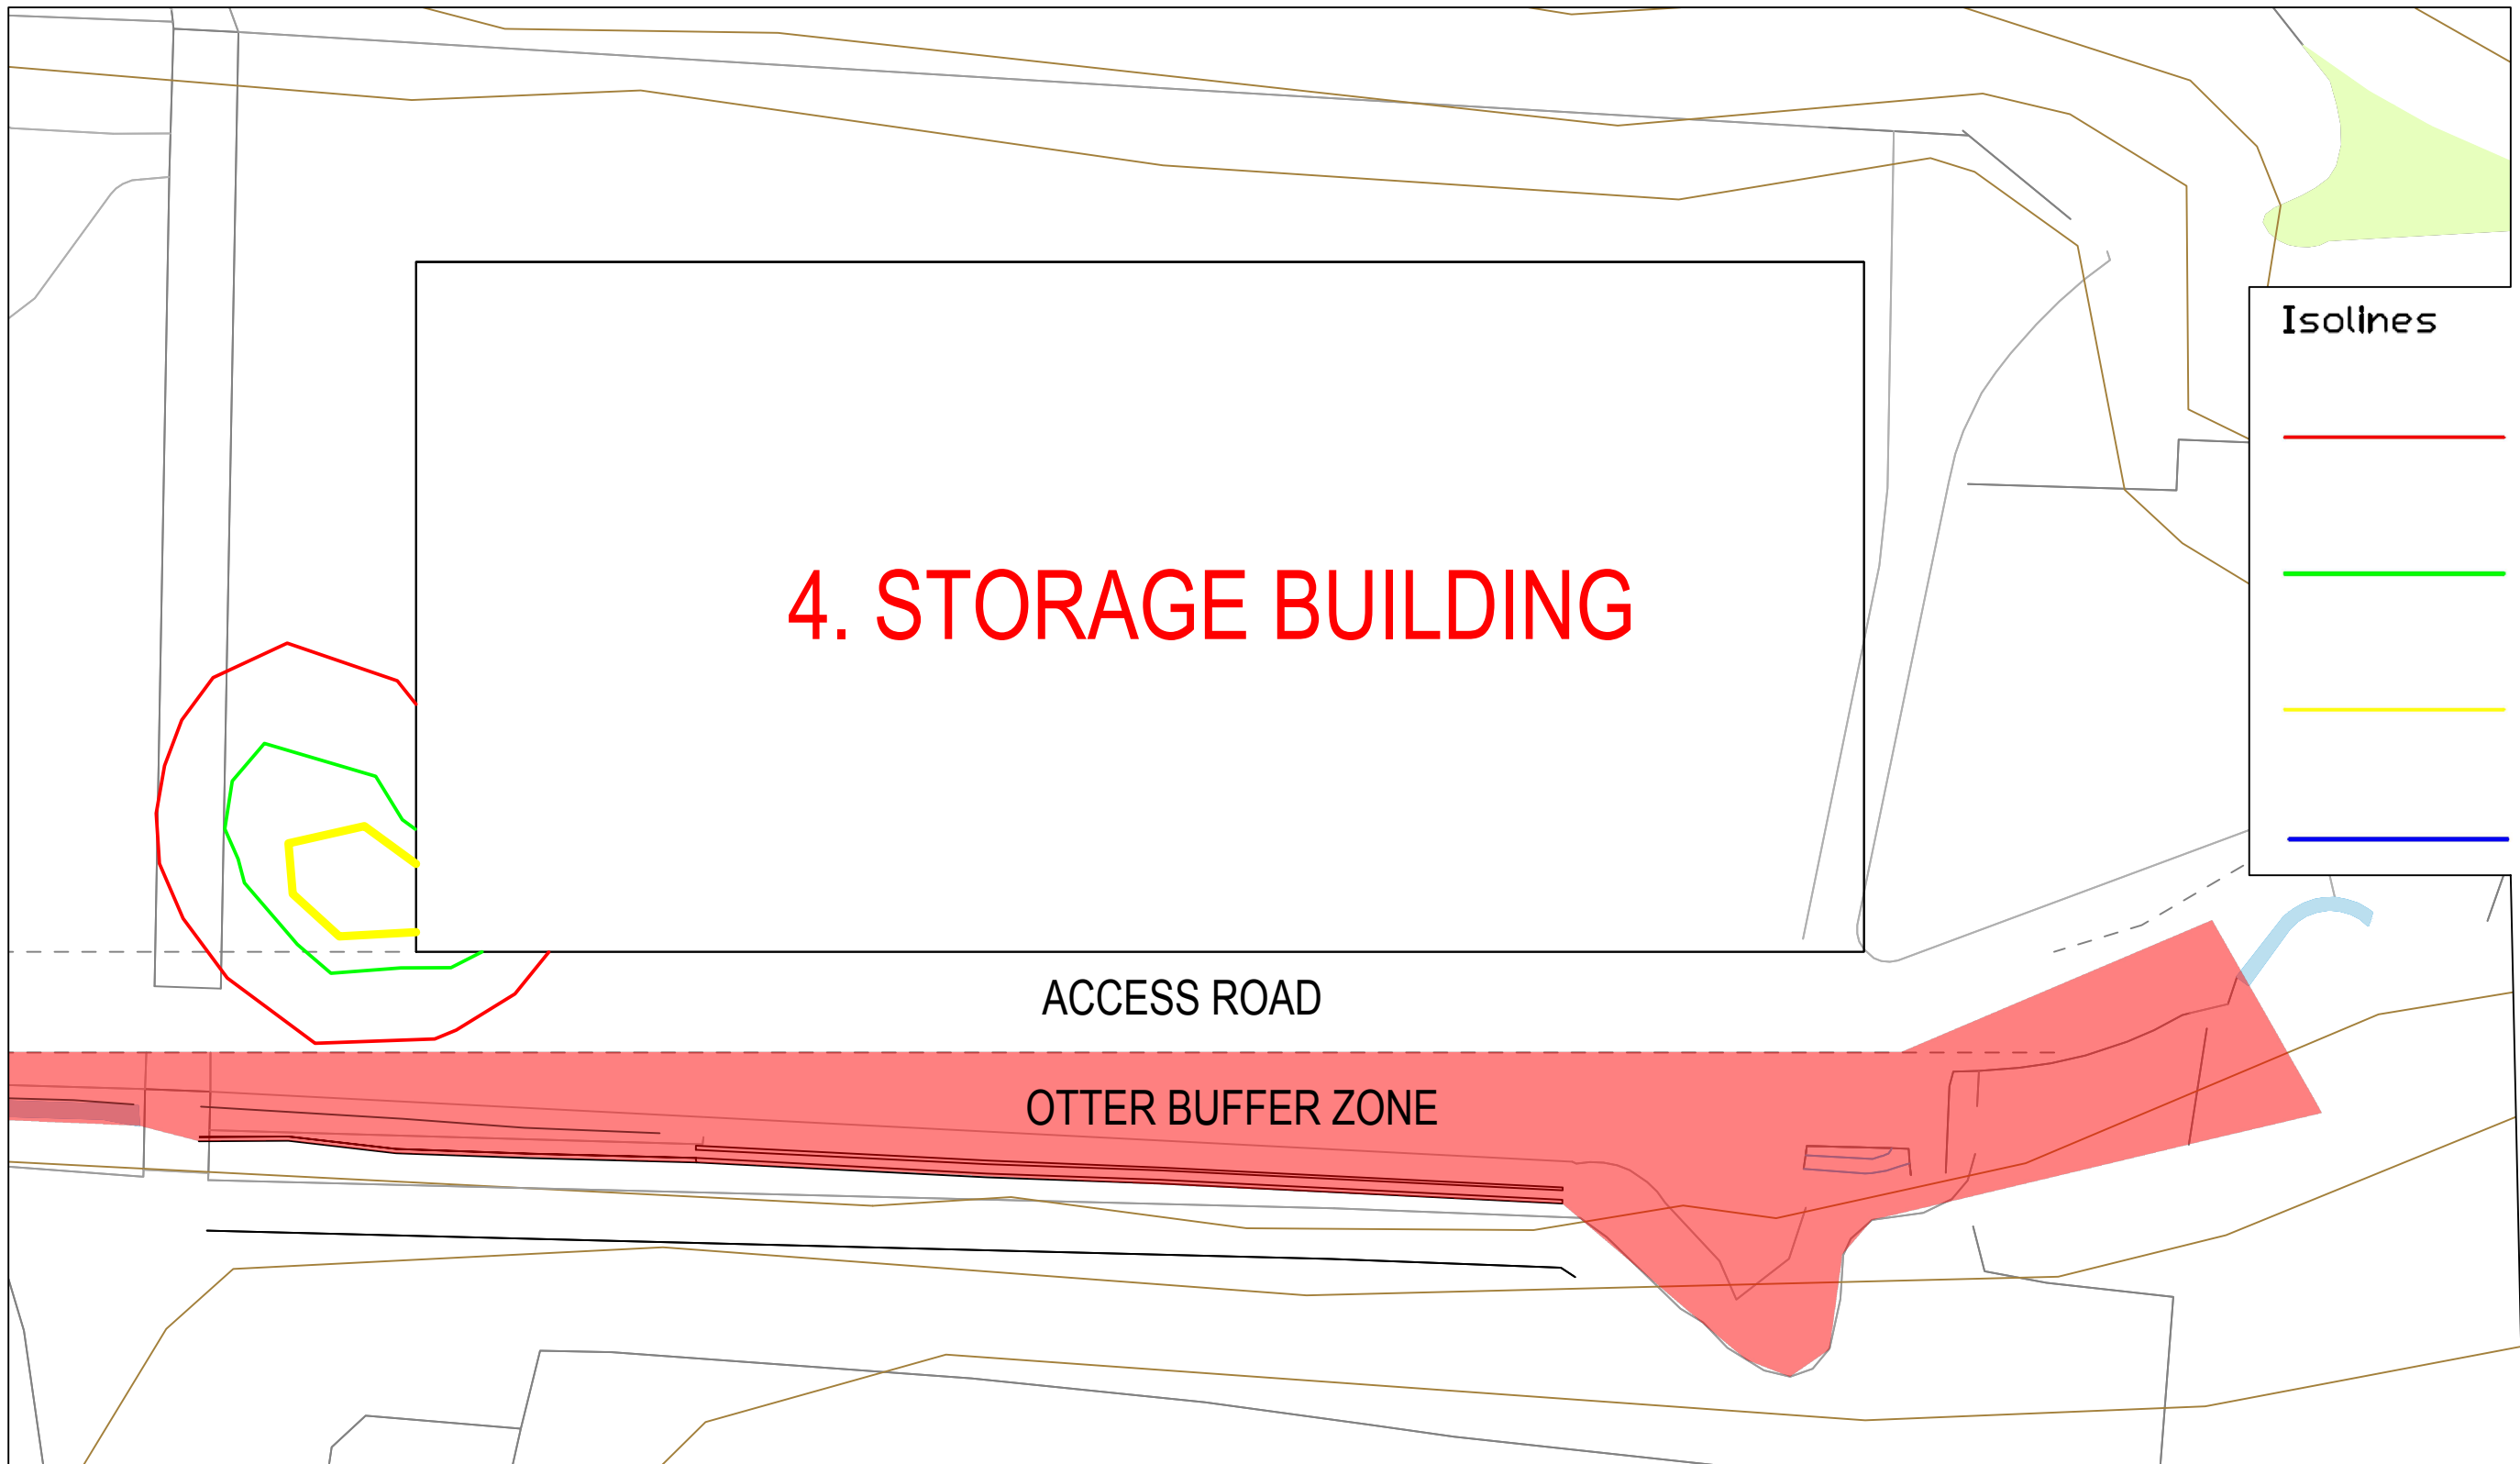 Isolines
4. STORAGE BUILDING
ACCESS ROAD
OTTER BUFFER ZONE